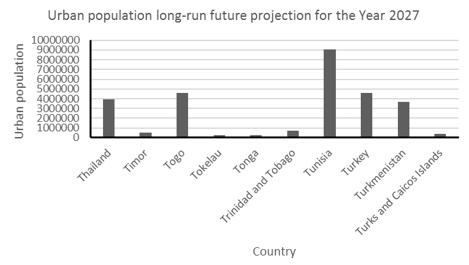 Urban population long-run future projection for the Year 2027
Urban population
10000000
9000000
8000000
7000000
6000000
5000000
4000000
3000000
2000000
1000000
0
Thailand
Timor
Togo
Tokelau
Tonga
Trinidad and Tobago
Tunisia
Turkey
Turkmenistan
Turks and Caicos Islands
Country